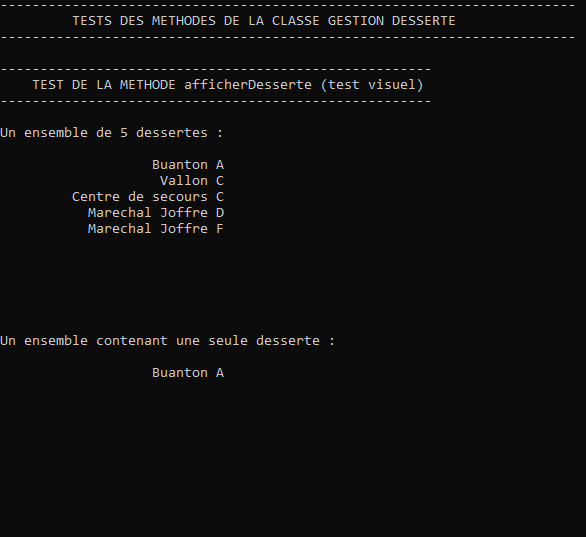 ------------------------------------------------------------------------
TESTS DES METHODES DE LA CLASSE GESTION DESSERTE
------------------------------------------------------------------------
------------------------------------------------------
TEST DE LA METHODE afficherDesserte (test visuel)
------------------------------------------------------
Un ensemble de 5 dessertes :
Buanton A
Vallon C
Centre de secours C
Marechal Joffre D
Marechal Joffre F
Un ensemble contenant une seule desserte :
Buanton A